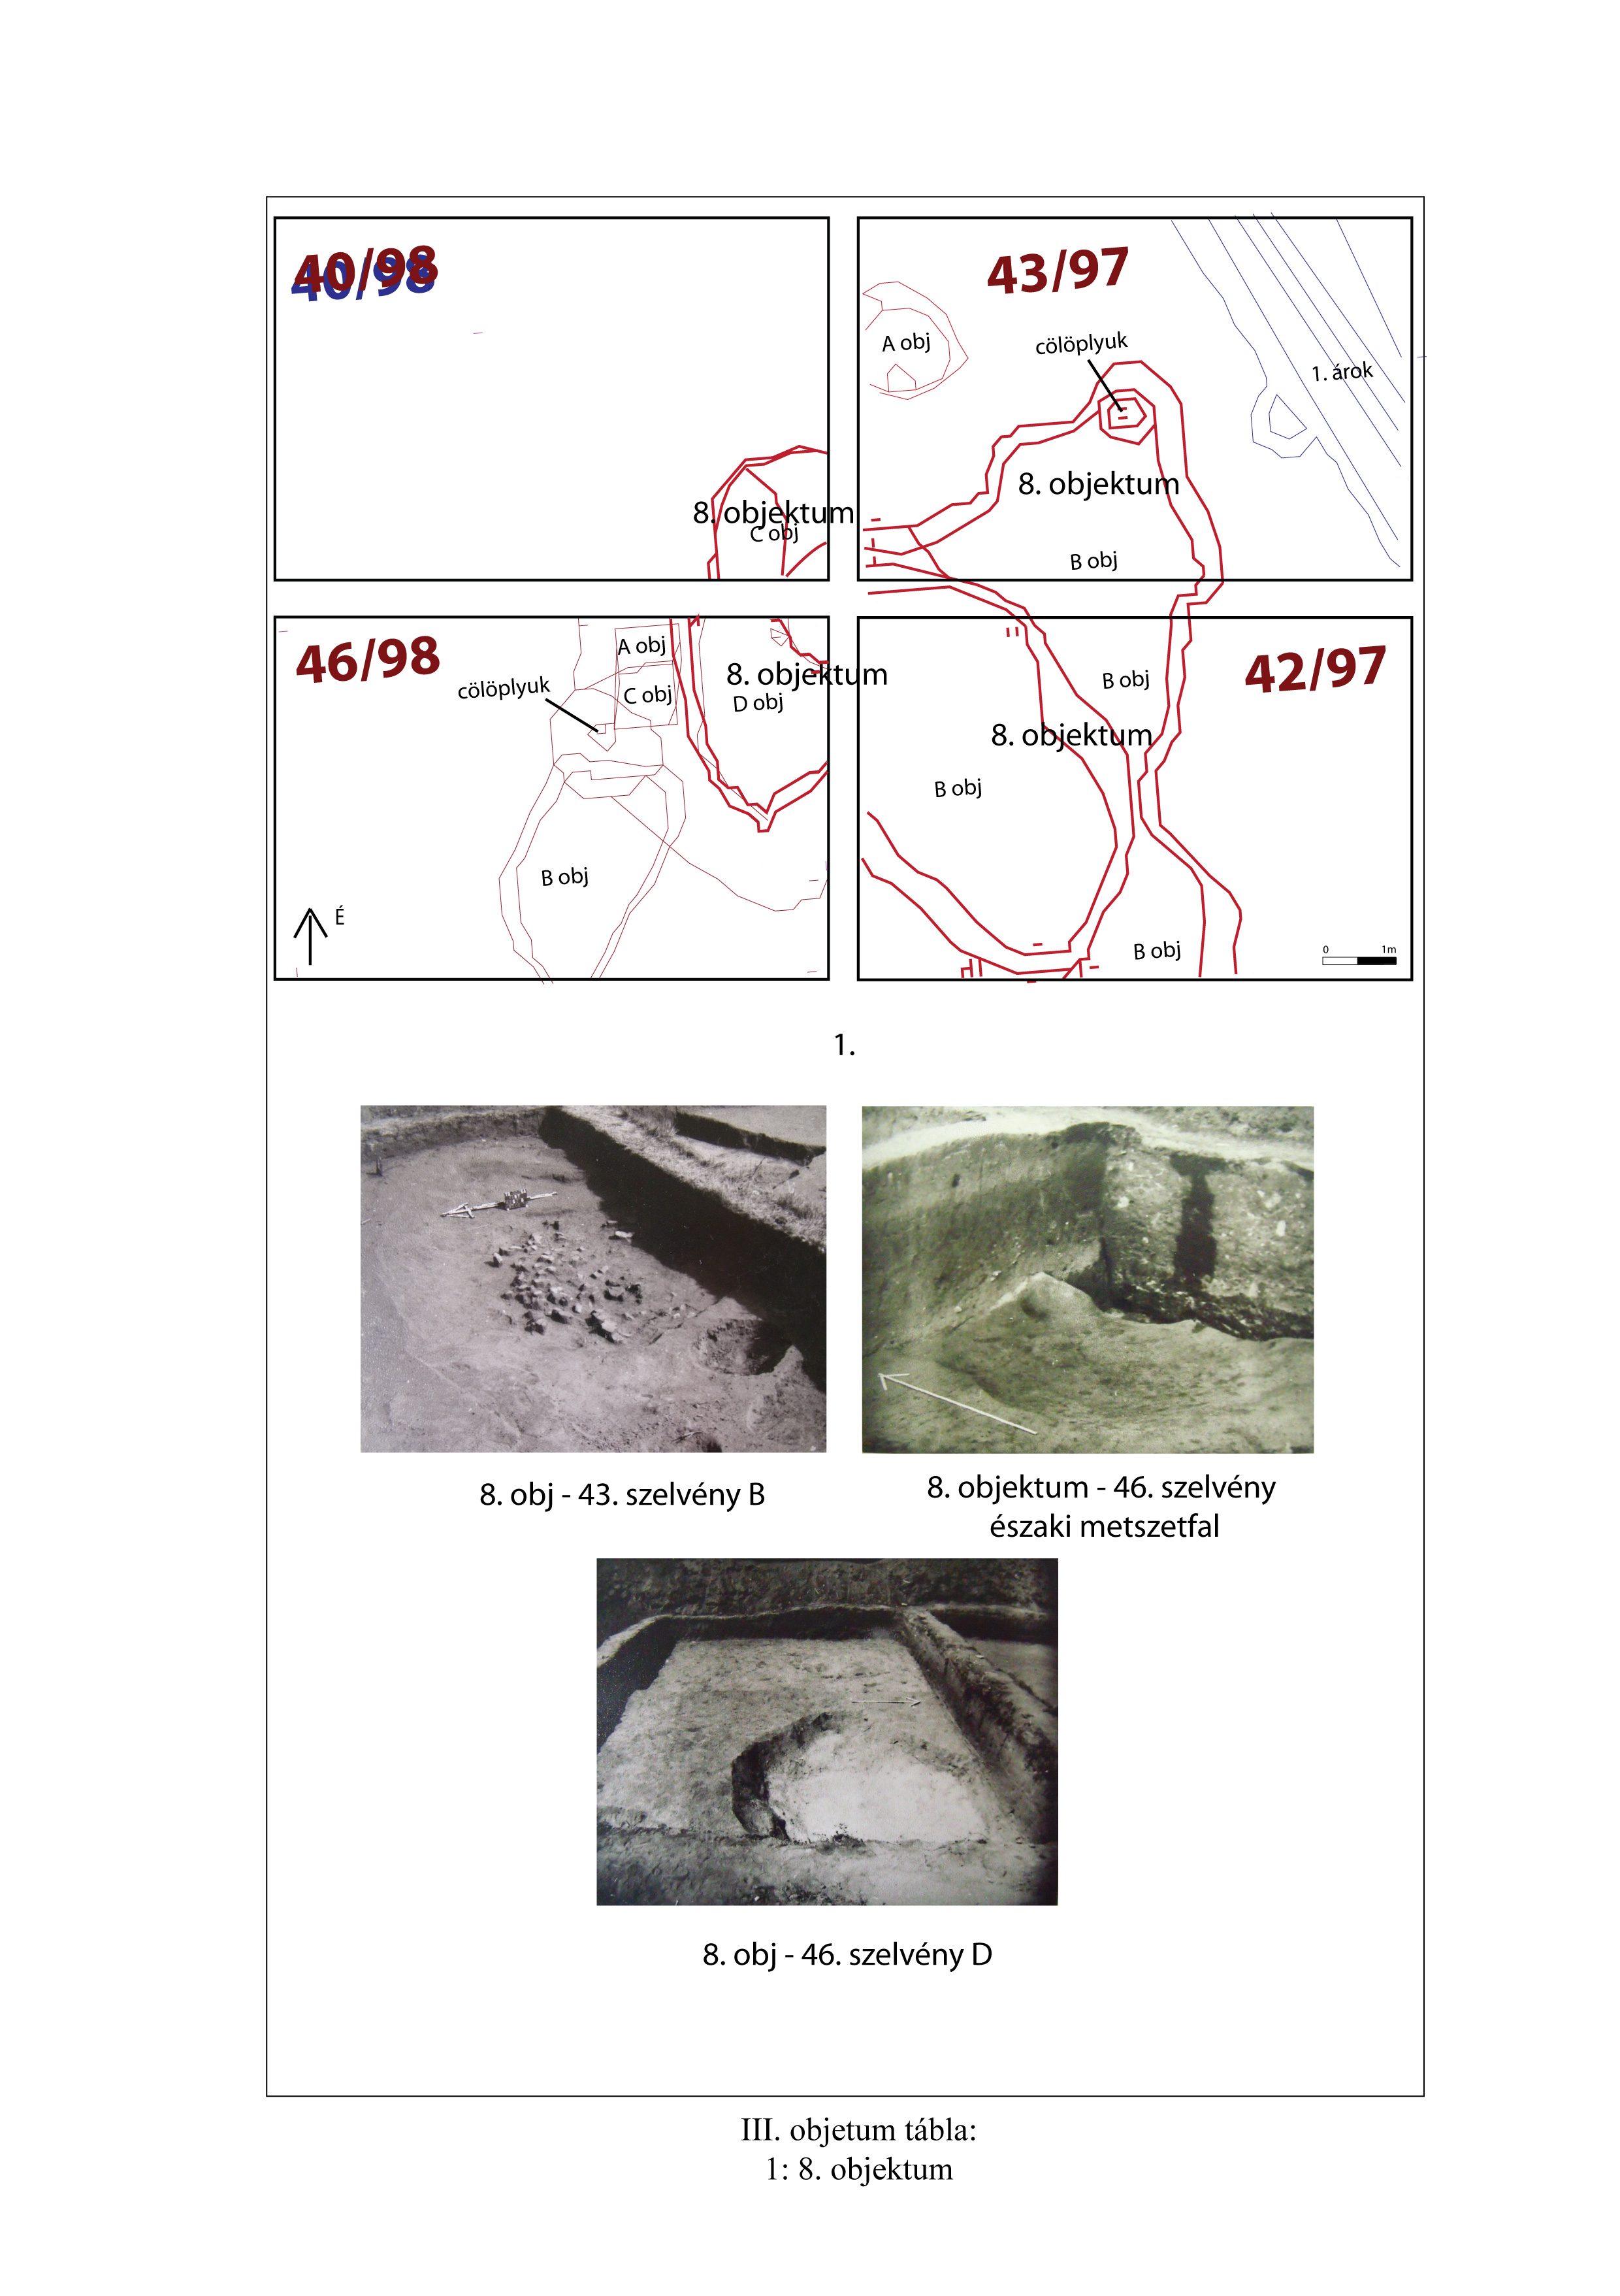 40/98
40/98
8. objektum
C obj
43/97
A obj
cölöplyuk
1. árok
8. objektum
B obj
46/98
A obj
cölöplyuk
C obj
8. objektum
D obj
B obj
É
42/97
B obj
8. objektum
B obj
B obj
0 1m
1.
8. obj - 43. szelvény B
8. objektum - 46. szelvény
északi metszetfal
8. obj - 46. szelvény D
III. objetum tábla:
1: 8. objektum